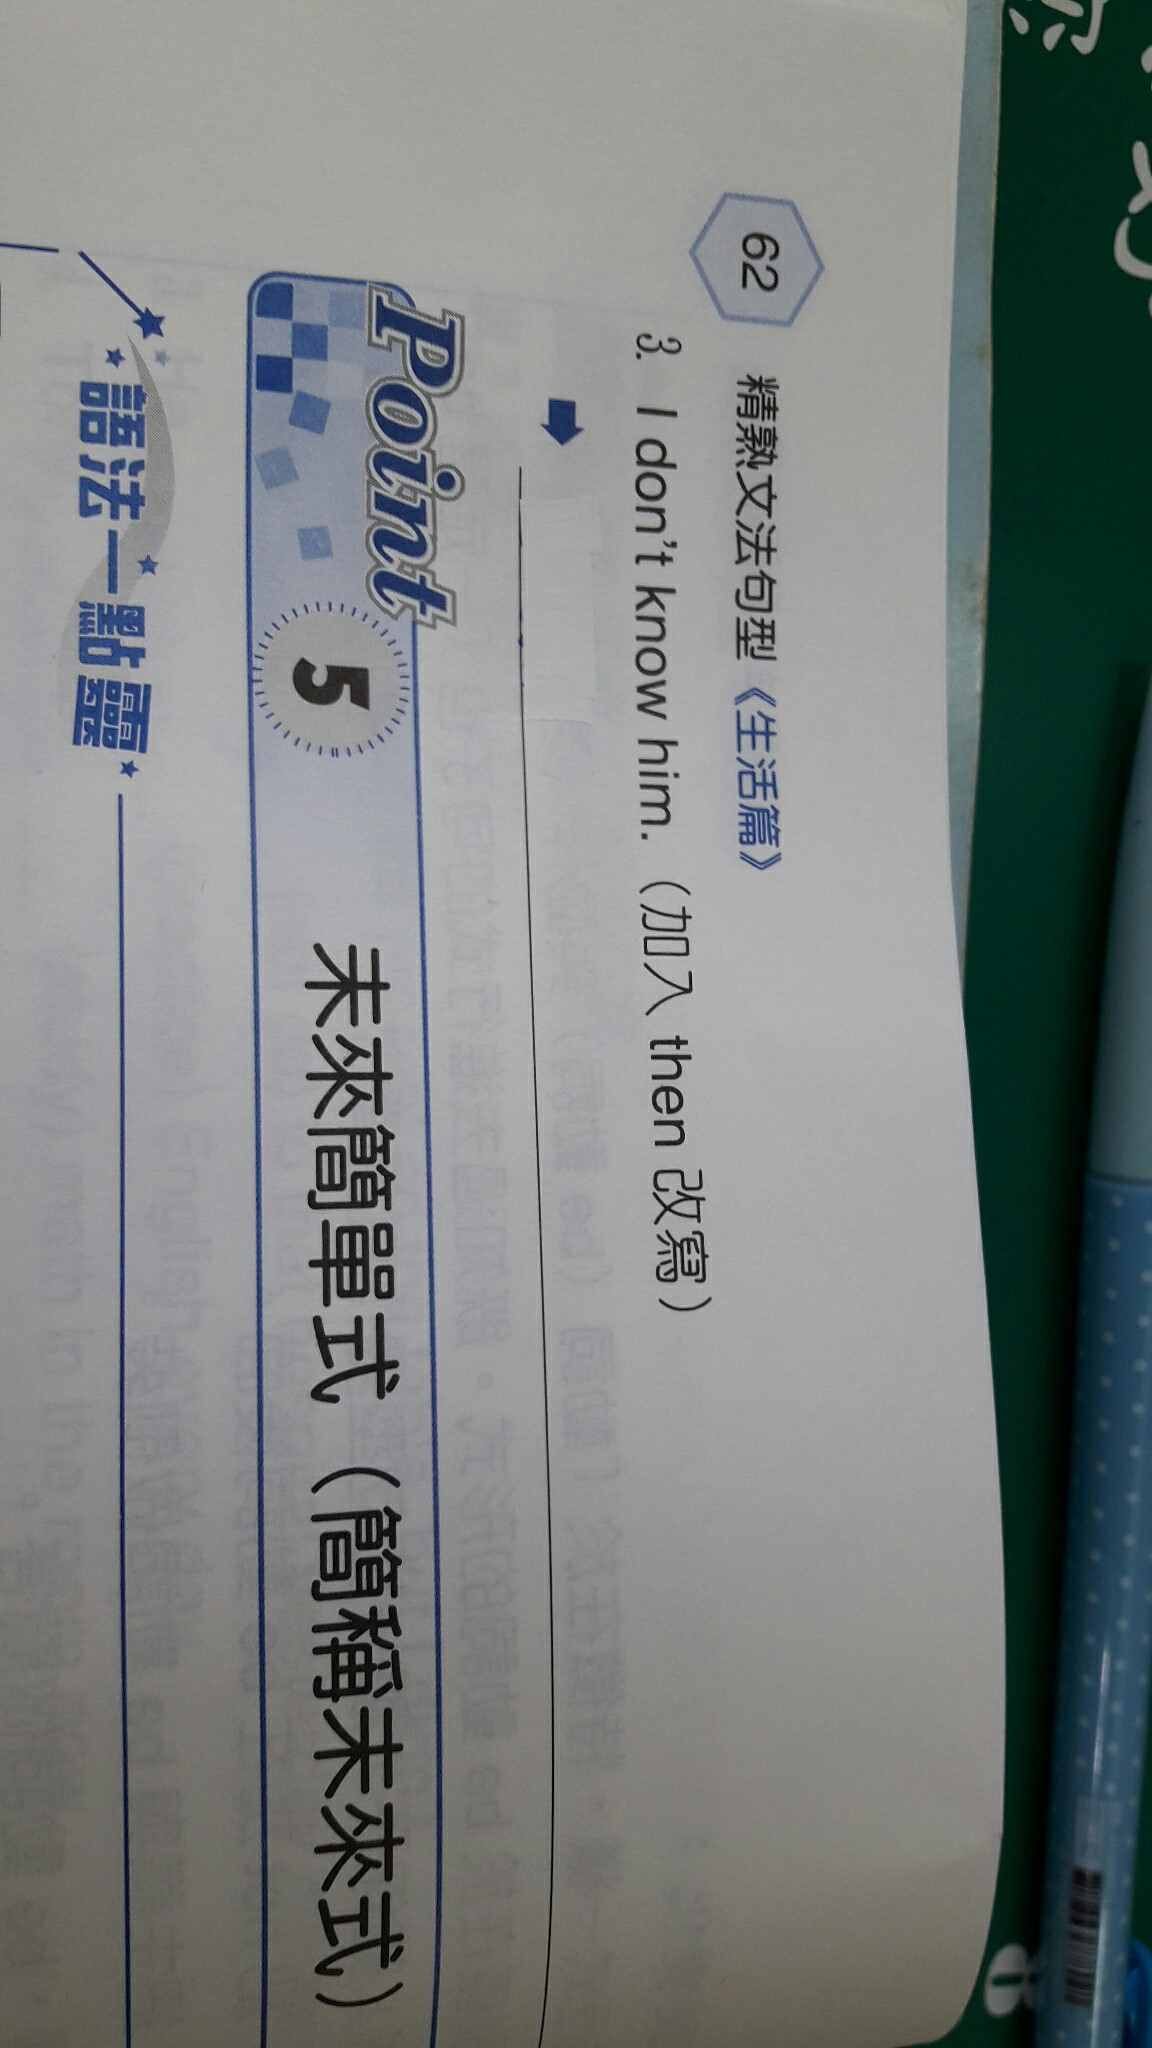 62 精熟文法句型《生活篇》
3. I don't know him.（加入 then 改寫）
Point 5 未來簡單式（簡稱未來式）
語法一點靈